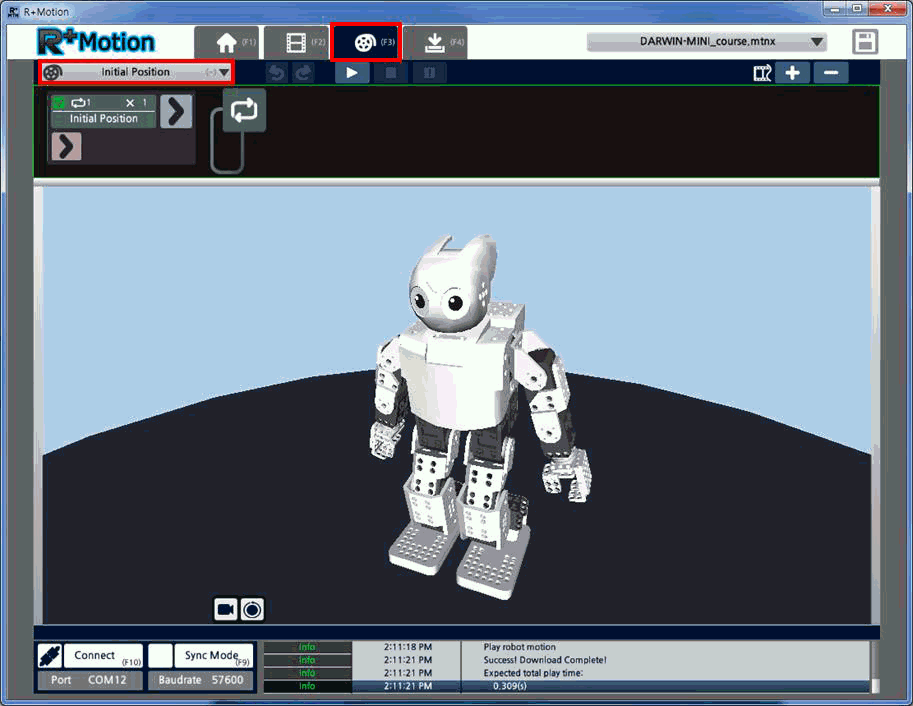 R+Motion
R+Motion
(F1)
(F2)
(F3)
(F4)
DARWIN-MINI_course.mtnx
Initial Position (-)
1 X 1
Initial Position
Connect (F10)
Sync Mode (F9)
Port COM12
Baudrate 57600
Info 2:11:18 PM Play robot motion
Info 2:11:21 PM Success! Download Complete!
Info 2:11:21 PM Expected total play time:
Info 2:11:21 PM 0.309(s)